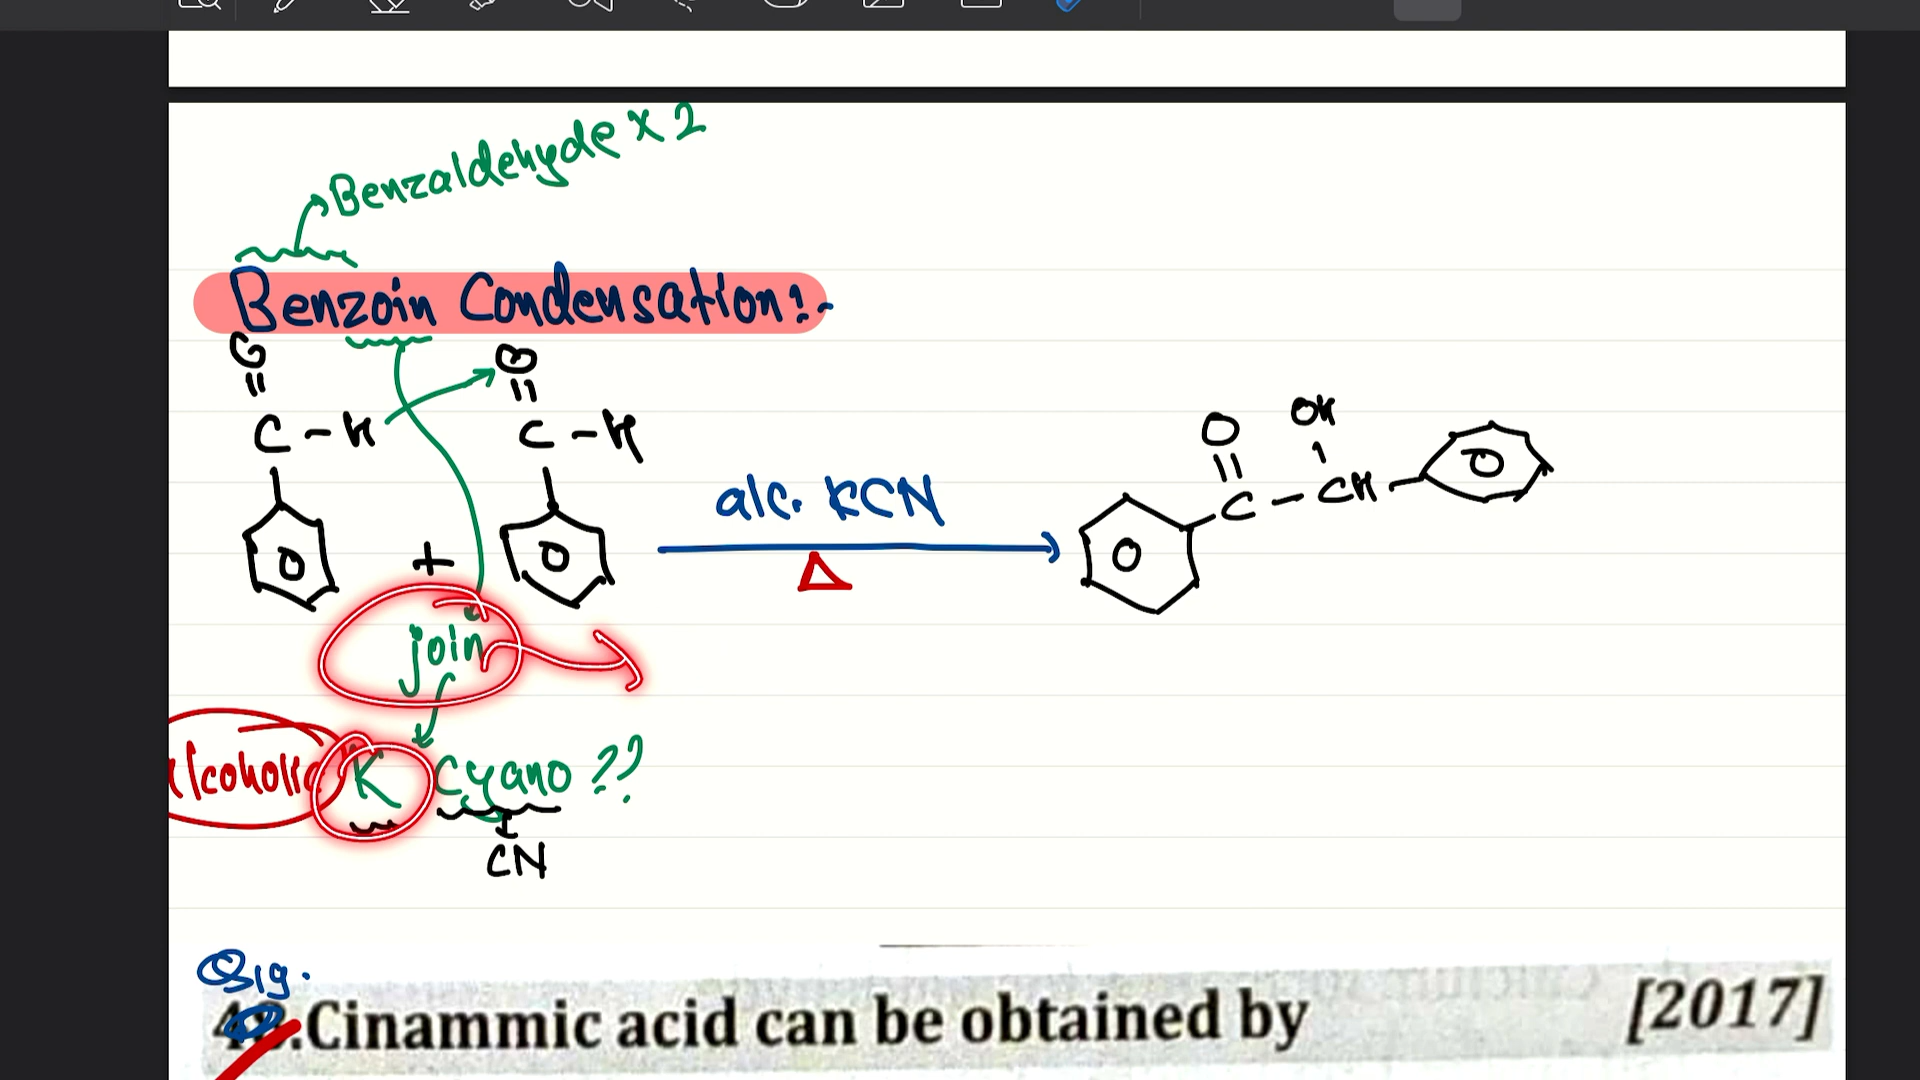 Benzaldehyde x 2
Benzoin Condensation:-
O O
C - H C - H
+
alc. KCN
Δ
O OH
C - CH
join
Alcoholic K Cyano ??
CN
Q19.
.Cinammic acid can be obtained by [2017]